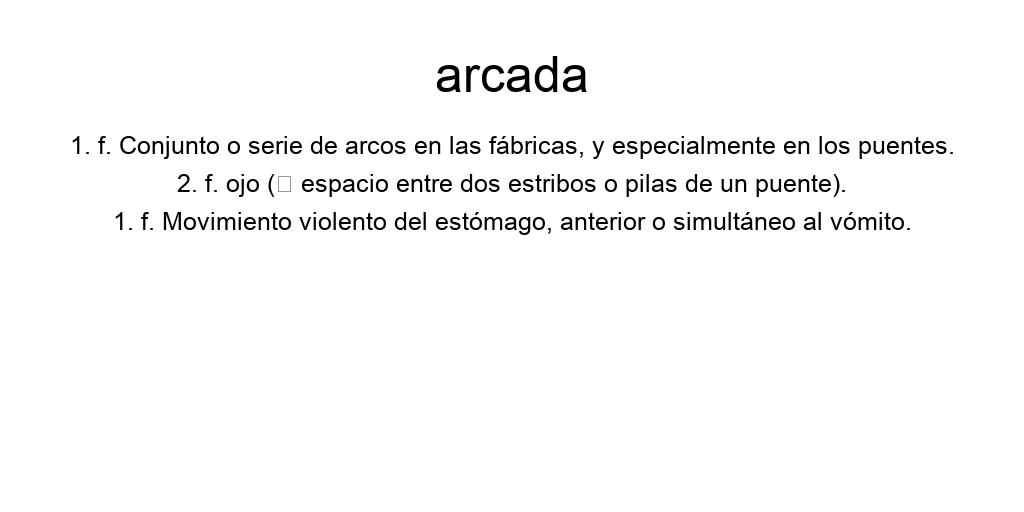 arcada
1. f. Conjunto o serie de arcos en las fábricas, y especialmente en los puentes.
2. f. ojo (□ espacio entre dos estribos o pilas de un puente).
1. f. Movimiento violento del estómago, anterior o simultáneo al vómito.